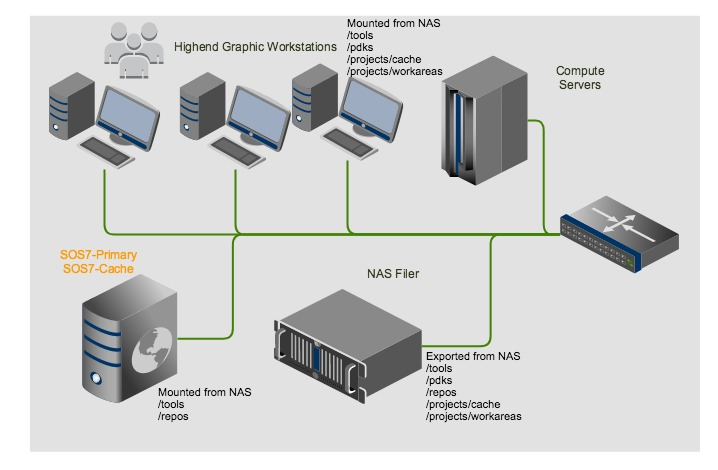 Highend Graphic Workstations
Mounted from NAS
/tools
/pdks
/projects/cache
/projects/workareas
Compute
Servers
SOS7-Primary
SOS7-Cache
Mounted from NAS
/tools
/repos
NAS Filer
Exported from NAS
/tools
/pdks
/repos
/projects/cache
/projects/workareas